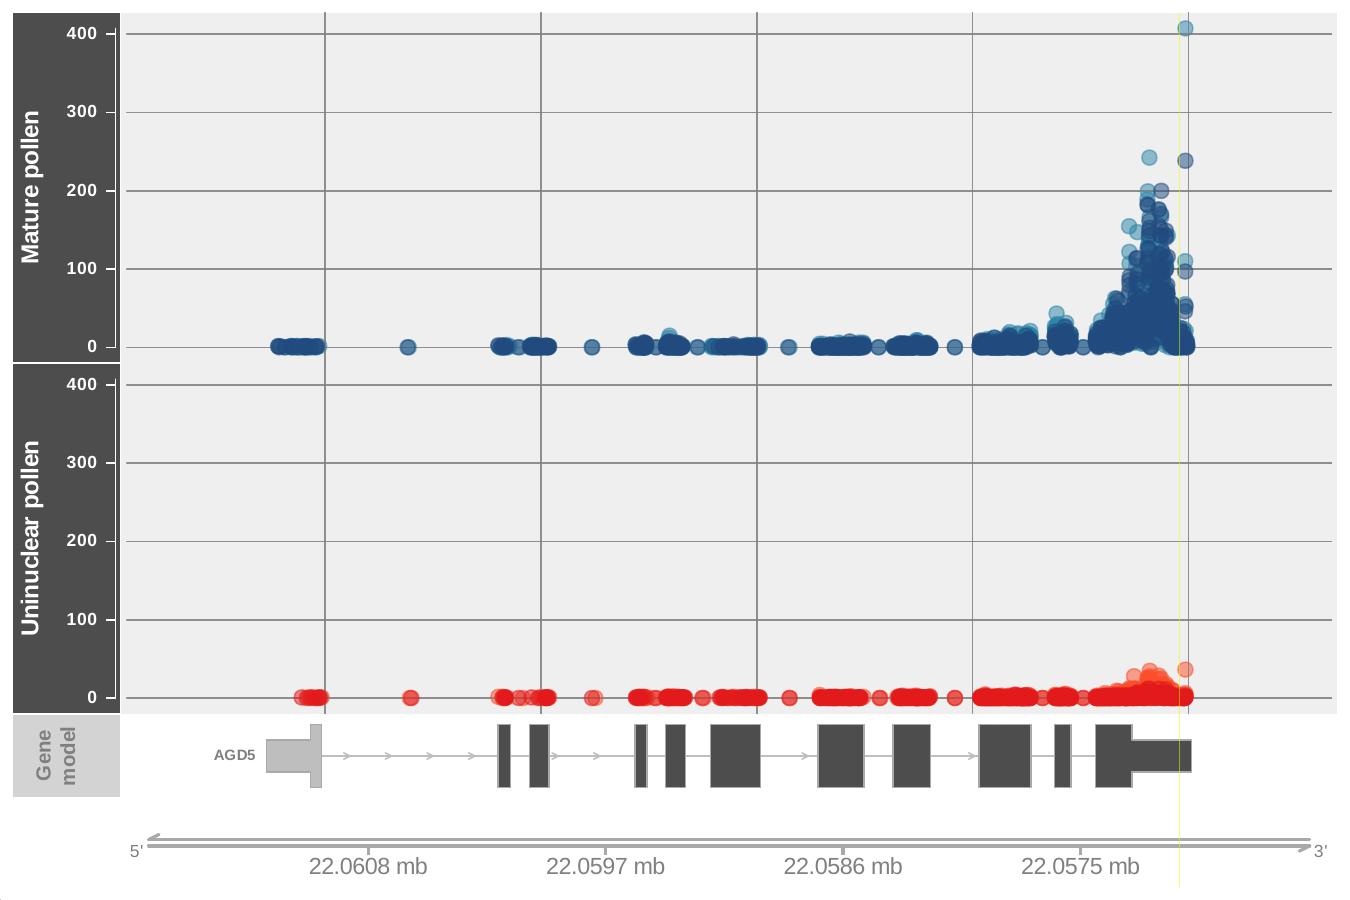 Mature pollen
400
300
200
100
0
Uninuclear pollen
400
300
200
100
0
Gene
model
AGD5
5'
3'
22.0608 mb
22.0597 mb
22.0586 mb
22.0575 mb